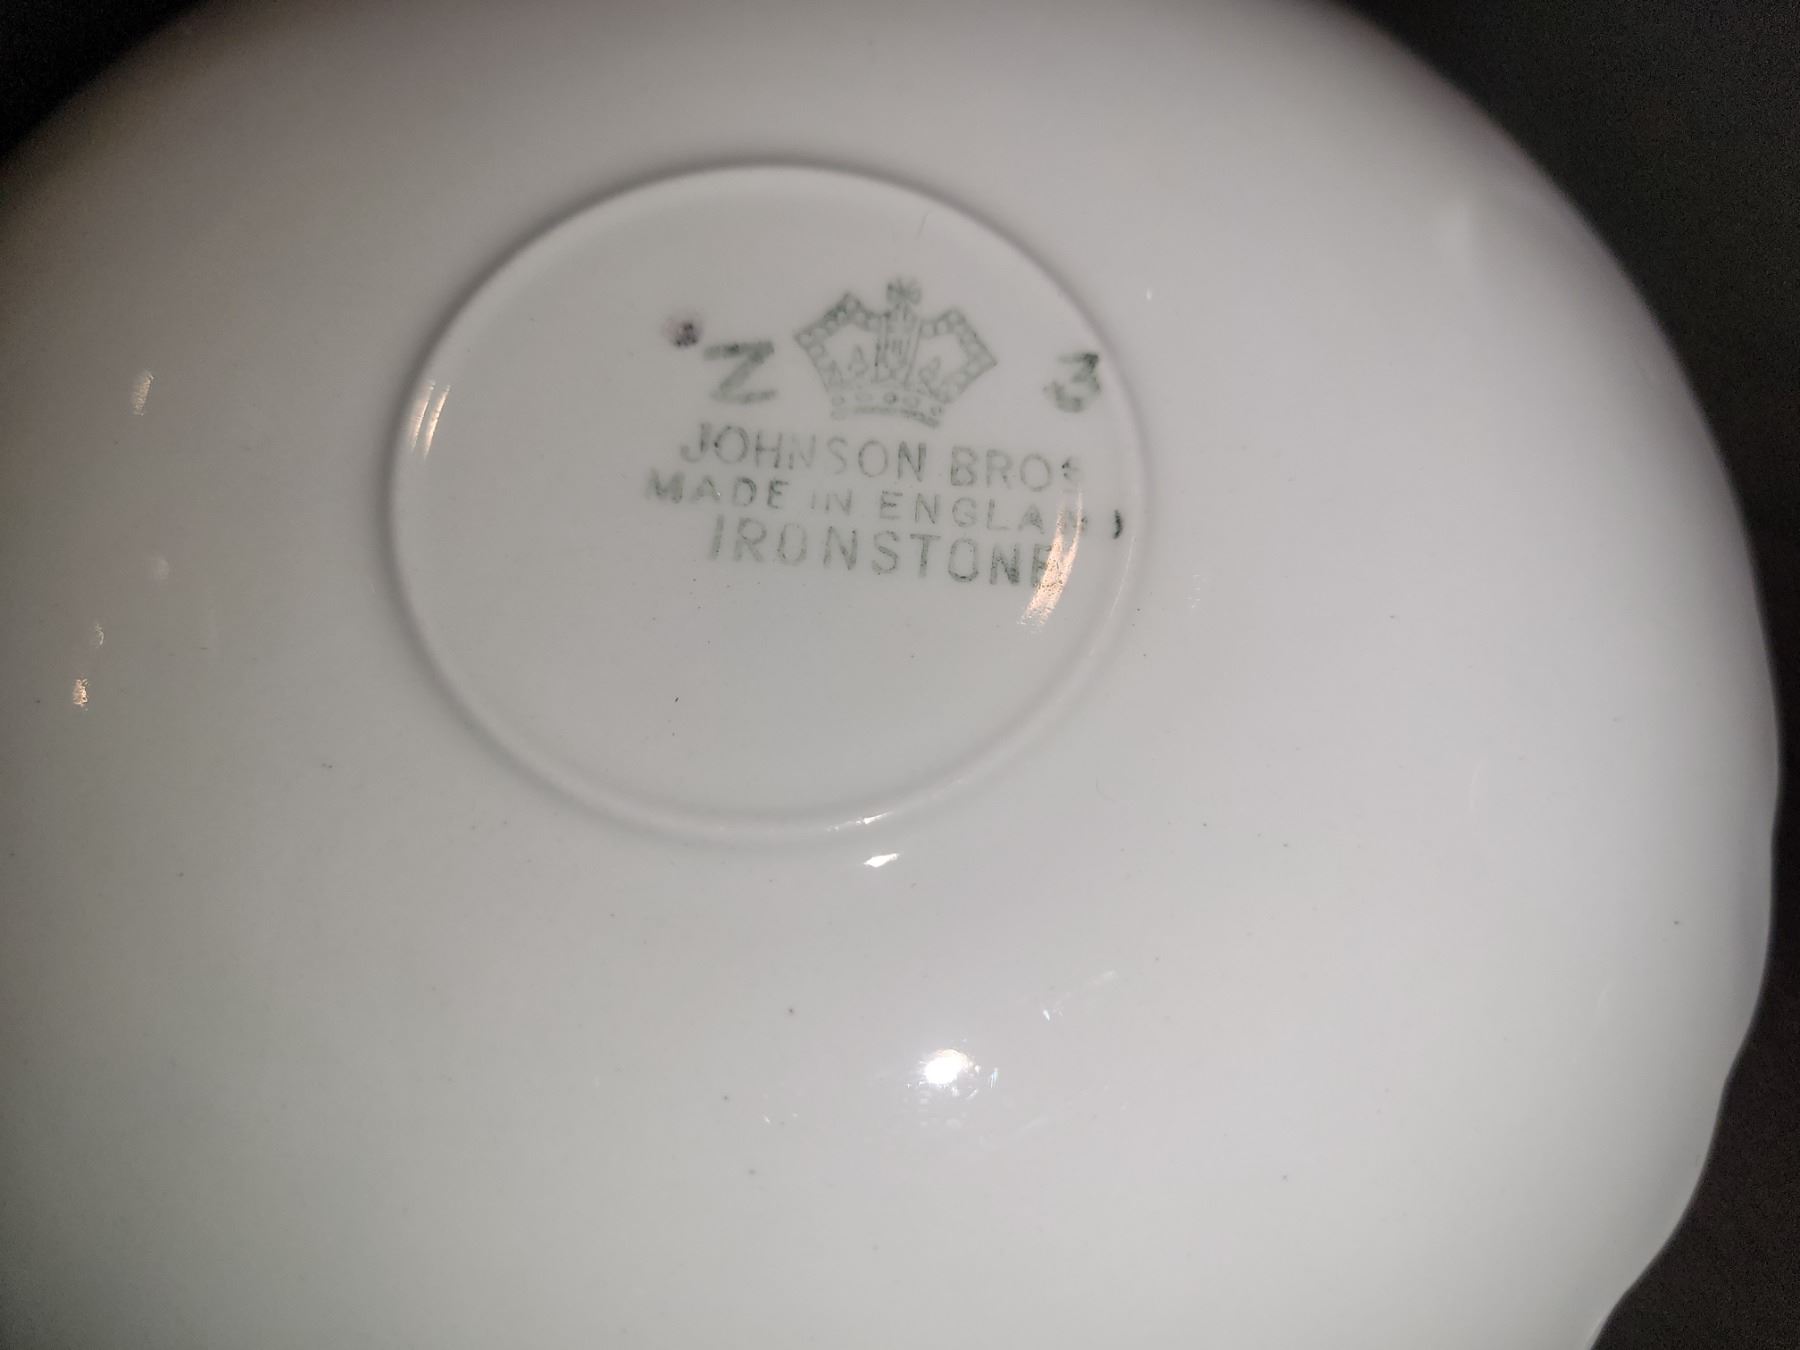 Z 3
JOHNSON BROS
MADE IN ENGLAND
IRONSTONE